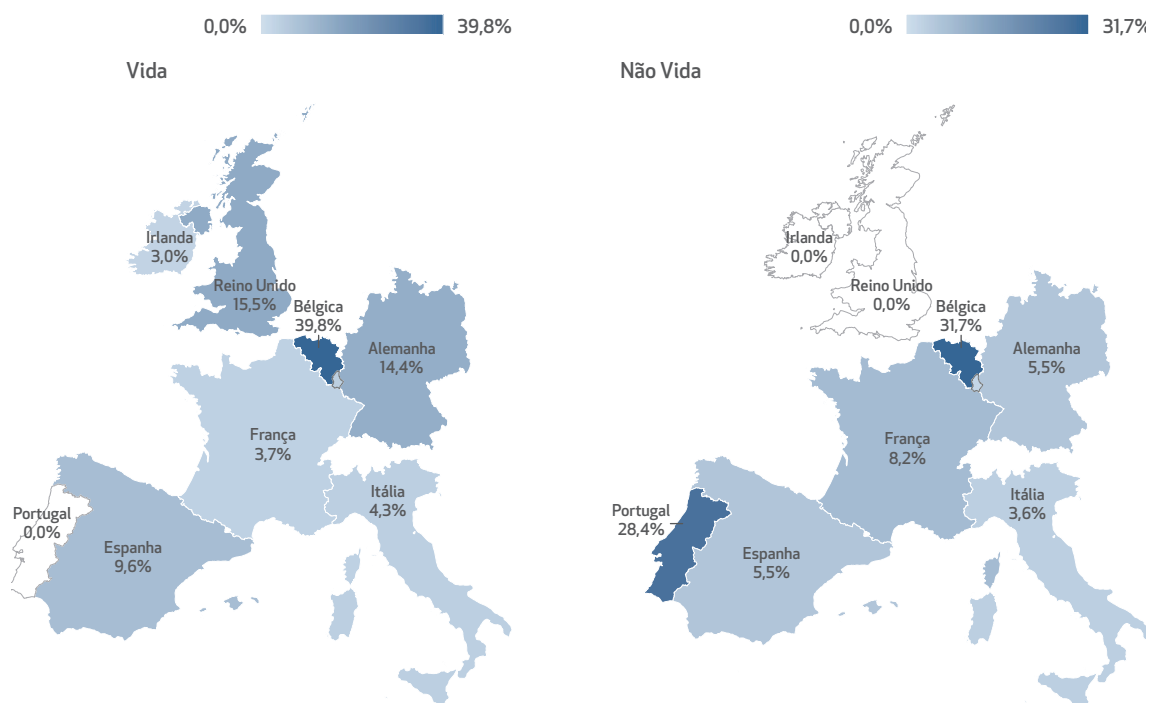 0,0%
39,8%
Vida
Irlanda
3,0%
Reino Unido
15,5%
Bélgica
39,8%
Alemanha
14,4%
França
3,7%
Itália
4,3%
Portugal
0,0%
Espanha
9,6%
0,0%
31,7%
Não Vida
Irlanda
0,0%
Reino Unido
0,0%
Bélgica
31,7%
Alemanha
5,5%
França
8,2%
Itália
3,6%
Portugal
28,4%
Espanha
5,5%